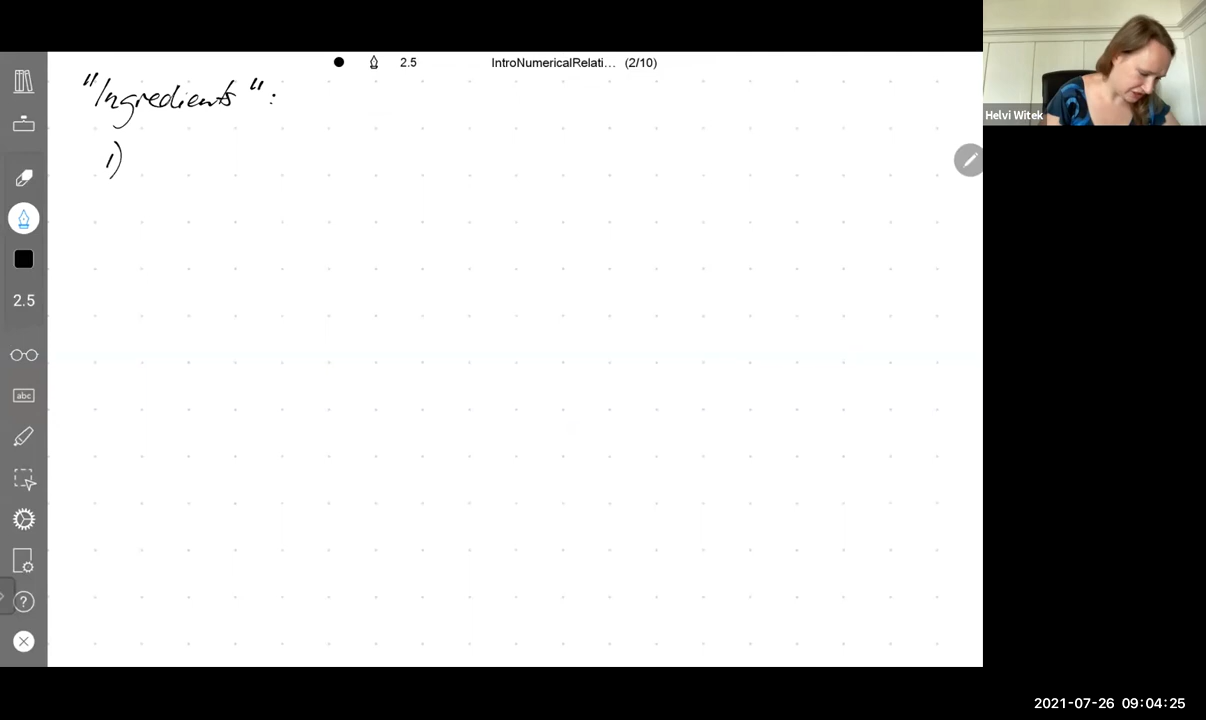 2.5 IntroNumericalRelati... (2/10)
"Ingredients":
1)
2.5
abc
?
Helvi Witek
2021-07-26 09:04:25